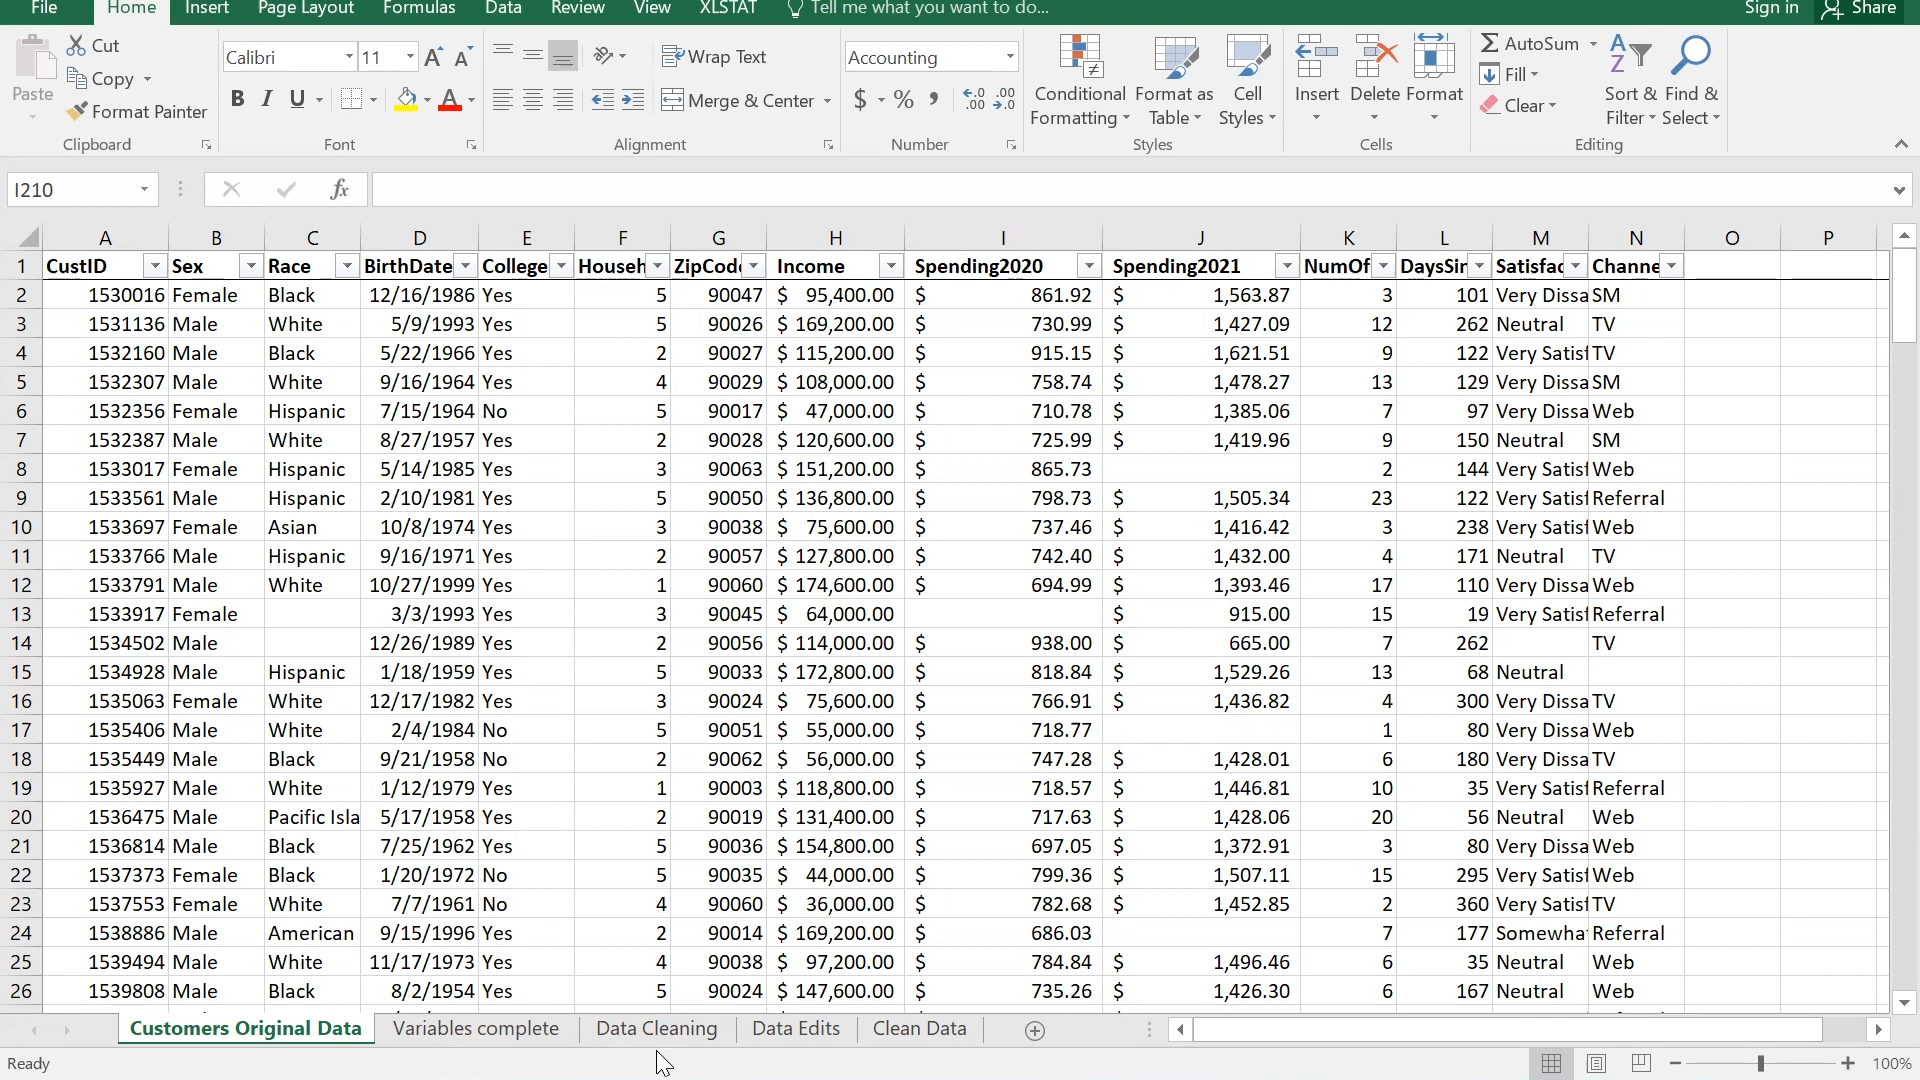 File Home Insert Page Layout Formulas Data Review View XLSTAT Tell me what you want to do... Sign in Share
Paste Cut Copy Format Painter Clipboard
Calibri 11 B I U Font
Wrap Text Merge & Center Alignment
Accounting $ % , .00 .00 Number
Conditional Formatting Format as Table Cell Styles Styles
Insert Delete Format Cells
AutoSum Fill Clear Sort & Filter Find & Select Editing
I210 fx
A B C D E F G H I J K L M N O P
1 CustID Sex Race BirthDate College Househ ZipCod Income Spending2020 Spending2021 NumOf DaysSin Satisfac Channe
2 1530016 Female Black 12/16/1986 Yes 5 90047 $ 95,400.00 $ 861.92 $ 1,563.87 3 101 Very Dissa SM
3 1531136 Male White 5/9/1993 Yes 5 90026 $ 169,200.00 $ 730.99 $ 1,427.09 12 262 Neutral TV
4 1532160 Male Black 5/22/1966 Yes 2 90027 $ 115,200.00 $ 915.15 $ 1,621.51 9 122 Very Satisf TV
5 1532307 Male White 9/16/1964 Yes 4 90029 $ 108,000.00 $ 758.74 $ 1,478.27 13 129 Very Dissa SM
6 1532356 Female Hispanic 7/15/1964 No 5 90017 $ 47,000.00 $ 710.78 $ 1,385.06 7 97 Very Dissa Web
7 1532387 Male White 8/27/1957 Yes 2 90028 $ 120,600.00 $ 725.99 $ 1,419.96 9 150 Neutral SM
8 1533017 Female Hispanic 5/14/1985 Yes 3 90063 $ 151,200.00 $ 865.73 2 144 Very Satisf Web
9 1533561 Male Hispanic 2/10/1981 Yes 5 90050 $ 136,800.00 $ 798.73 $ 1,505.34 23 122 Very Satisf Referral
10 1533697 Female Asian 10/8/1974 Yes 3 90038 $ 75,600.00 $ 737.46 $ 1,416.42 3 238 Very Satisf Web
11 1533766 Male Hispanic 9/16/1971 Yes 2 90057 $ 127,800.00 $ 742.40 $ 1,432.00 4 171 Neutral TV
12 1533791 Male White 10/27/1999 Yes 1 90060 $ 174,600.00 $ 694.99 $ 1,393.46 17 110 Very Dissa Web
13 1533917 Female 3/3/1993 Yes 3 90045 $ 64,000.00 $ 915.00 15 19 Very Satisf Referral
14 1534502 Male 12/26/1989 Yes 2 90056 $ 114,000.00 $ 938.00 $ 665.00 7 262 TV
15 1534928 Male Hispanic 1/18/1959 Yes 5 90033 $ 172,800.00 $ 818.84 $ 1,529.26 13 68 Neutral
16 1535063 Female White 12/17/1982 Yes 3 90024 $ 75,600.00 $ 766.91 $ 1,436.82 4 300 Very Dissa TV
17 1535406 Male White 2/4/1984 No 5 90051 $ 55,000.00 $ 718.77 1 80 Very Dissa Web
18 1535449 Male Black 9/21/1958 No 2 90062 $ 56,000.00 $ 747.28 $ 1,428.01 6 180 Very Dissa TV
19 1535927 Male White 1/12/1979 Yes 1 90003 $ 118,800.00 $ 718.57 $ 1,446.81 10 35 Very Satisf Referral
20 1536475 Male Pacific Isla 5/17/1958 Yes 2 90019 $ 131,400.00 $ 717.63 $ 1,428.06 20 56 Neutral Web
21 1536814 Male Black 7/25/1962 Yes 5 90036 $ 154,800.00 $ 697.05 $ 1,372.91 3 80 Very Dissa Web
22 1537373 Female Black 1/20/1972 No 5 90035 $ 44,000.00 $ 799.36 $ 1,507.11 15 295 Very Satisf Web
23 1537553 Female White 7/7/1961 No 4 90060 $ 36,000.00 $ 782.68 $ 1,452.85 2 360 Very Satisf TV
24 1538886 Male American 9/15/1996 Yes 2 90014 $ 169,200.00 $ 686.03 7 177 Somewha Referral
25 1539494 Male White 11/17/1973 Yes 4 90038 $ 97,200.00 $ 784.84 $ 1,496.46 6 35 Neutral Web
26 1539808 Male Black 8/2/1954 Yes 5 90024 $ 147,600.00 $ 735.26 $ 1,426.30 6 167 Neutral Web
Customers Original Data Variables complete Data Cleaning Data Edits Clean Data
Ready 100%